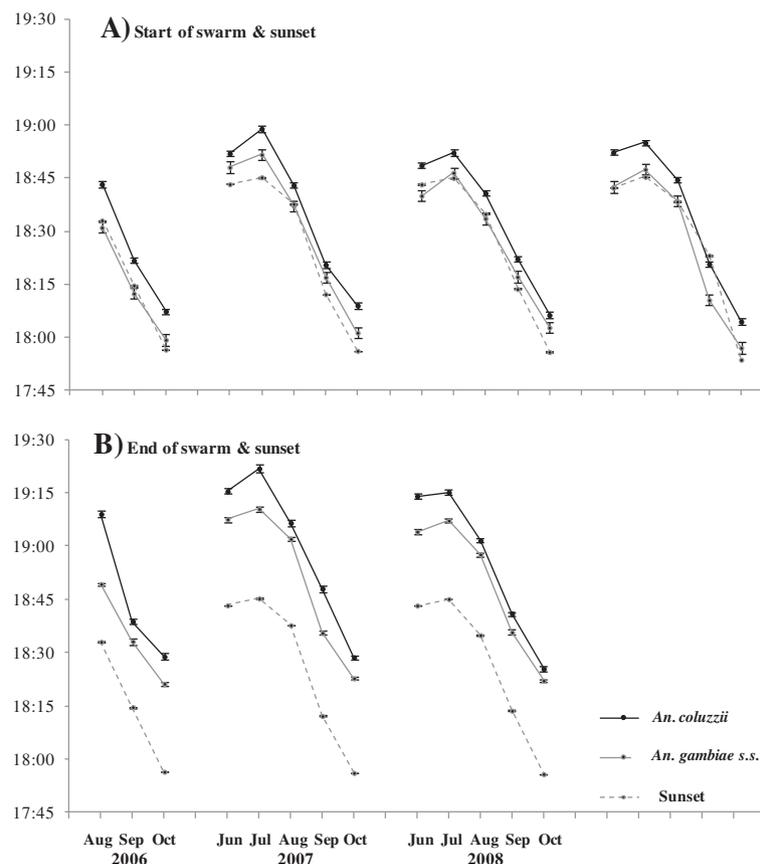 A) Start of swarm & sunset
19:30
19:15
19:00
18:45
18:30
18:15
18:00
17:45
B) End of swarm & sunset
19:30
19:15
19:00
18:45
18:30
18:15
18:00
17:45
An. coluzzii
An. gambiae s.s.
Sunset
Aug Sep Oct Jun Jul Aug Sep Oct Jun Jul Aug Sep Oct
2006 2007 2008